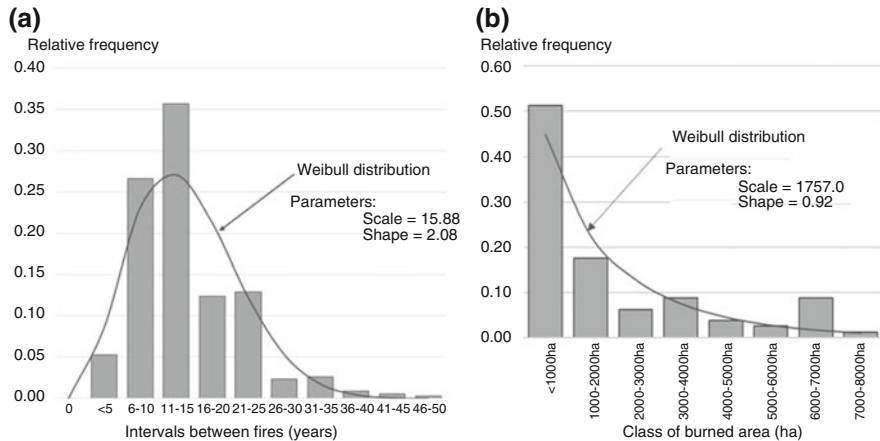 (a)
Relative frequency
0.40
0.35
0.30
0.25
0.20
0.15
0.10
0.05
0.00
Weibull distribution
Parameters:
Scale = 15.88
Shape = 2.08
0 <5 6-10 11-15 16-20 21-25 26-30 31-35 36-40 41-45 46-50
Intervals between fires (years)
(b)
Relative frequency
0.60
0.50
0.40
0.30
0.20
0.10
0.00
Weibull distribution
Parameters:
Scale = 1757.0
Shape = 0.92
<1000ha
1000-2000ha
2000-3000ha
3000-4000ha
4000-5000ha
5000-6000ha
6000-7000ha
7000-8000ha
Class of burned area (ha)